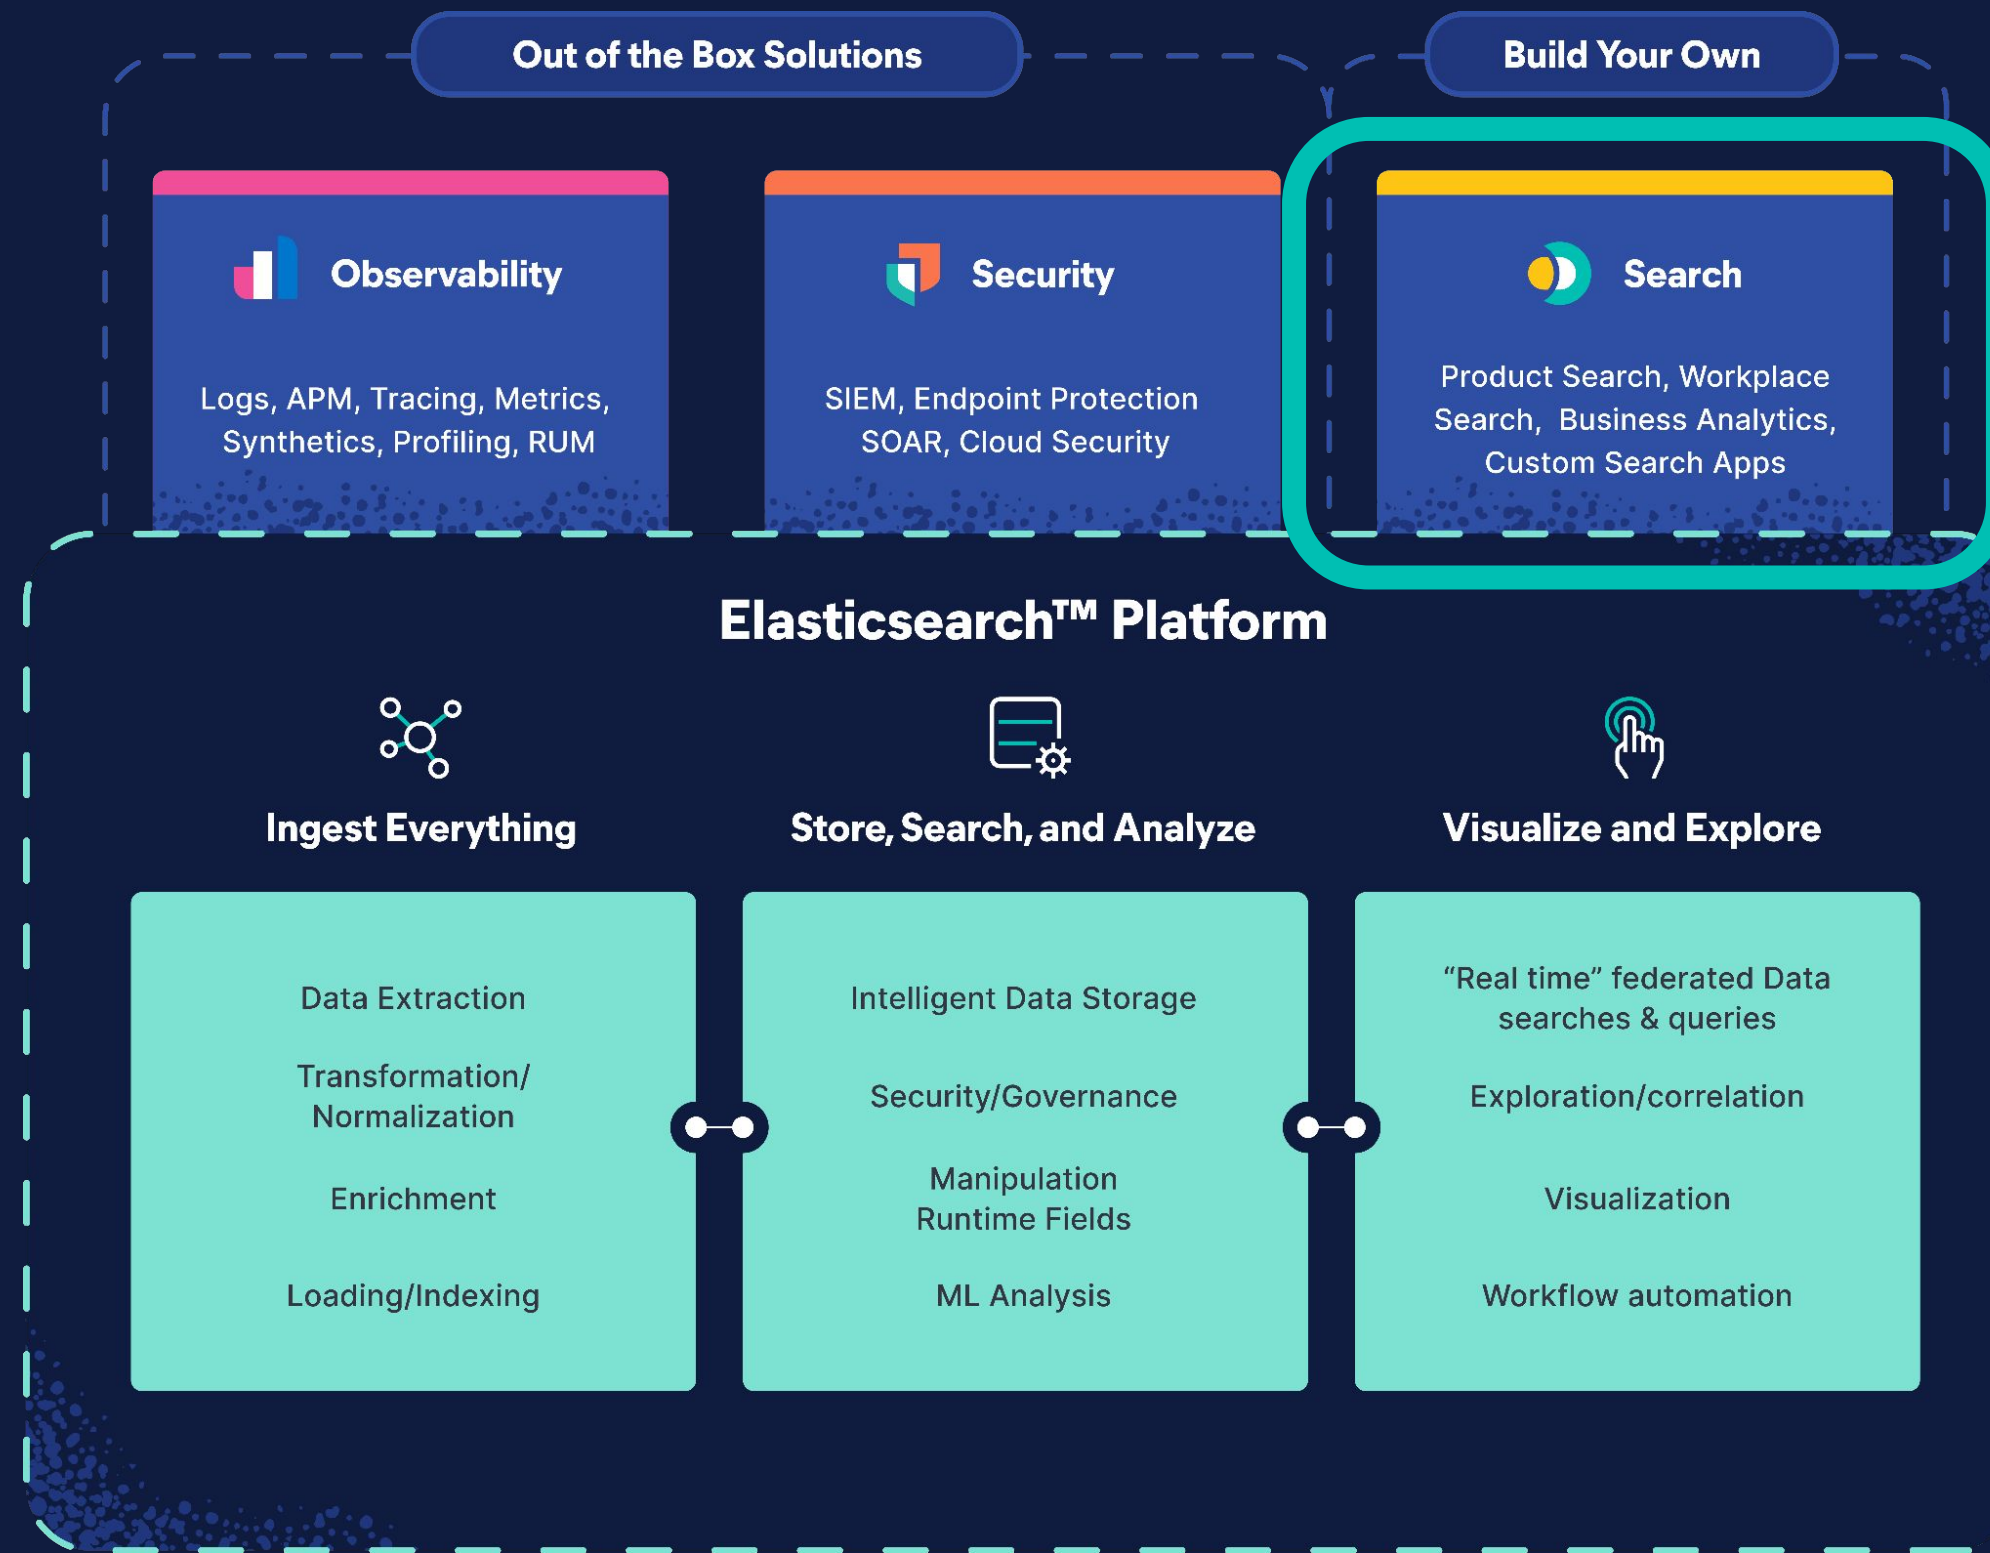 Out of the Box Solutions
Build Your Own
Observability
Logs, APM, Tracing, Metrics,
Synthetics, Profiling, RUM
Security
SIEM, Endpoint Protection
SOAR, Cloud Security
Search
Product Search, Workplace
Search, Business Analytics,
Custom Search Apps
Elasticsearch™ Platform
Ingest Everything
Data Extraction
Transformation/
Normalization
Enrichment
Loading/Indexing
Store, Search, and Analyze
Intelligent Data Storage
Security/Governance
Manipulation
Runtime Fields
ML Analysis
Visualize and Explore
“Real time” federated Data
searches & queries
Exploration/correlation
Visualization
Workflow automation